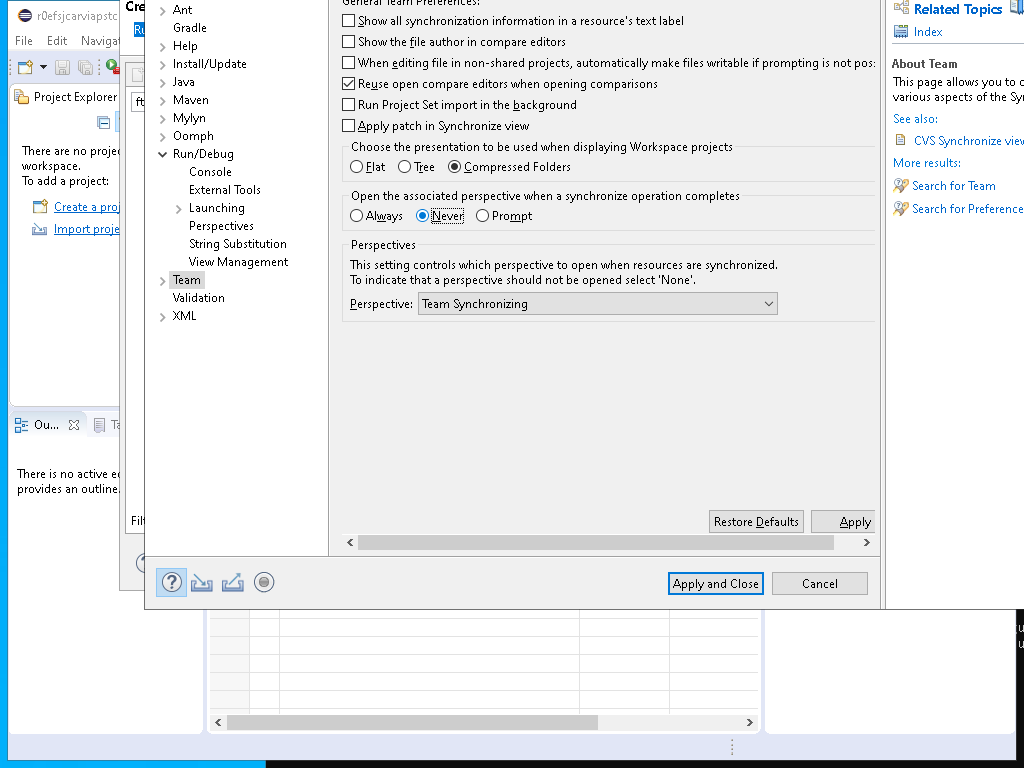 r0efsjcarviapstc
File Edit Navigat
Project Explorer
There are no proje
workspace.
To add a project:
Create a proj
Import proje
Ou...
Ta
There is no active ed
provides an outline.
Cre
Ru
ft
Filt
Ant
Gradle
Help
Install/Update
Java
Maven
Mylyn
Oomph
Run/Debug
Console
External Tools
Launching
Perspectives
String Substitution
View Management
Team
Validation
XML
General Team Preferences:
Show all synchronization information in a resource's text label
Show the file author in compare editors
When editing file in non-shared projects, automatically make files writable if prompting is not pos:
Reuse open compare editors when opening comparisons
Run Project Set import in the background
Apply patch in Synchronize view
Choose the presentation to be used when displaying Workspace projects
Flat Tree Compressed Folders
Open the associated perspective when a synchronize operation completes
Always Never Prompt
Perspectives
This setting controls which perspective to open when resources are synchronized.
To indicate that a perspective should not be opened select 'None'.
Perspective: Team Synchronizing
Restore Defaults Apply
Apply and Close Cancel
Related Topics
Index
About Team
This page allows you to c
various aspects of the Sy
See also:
CVS Synchronize view
More results:
Search for Team
Search for Preference